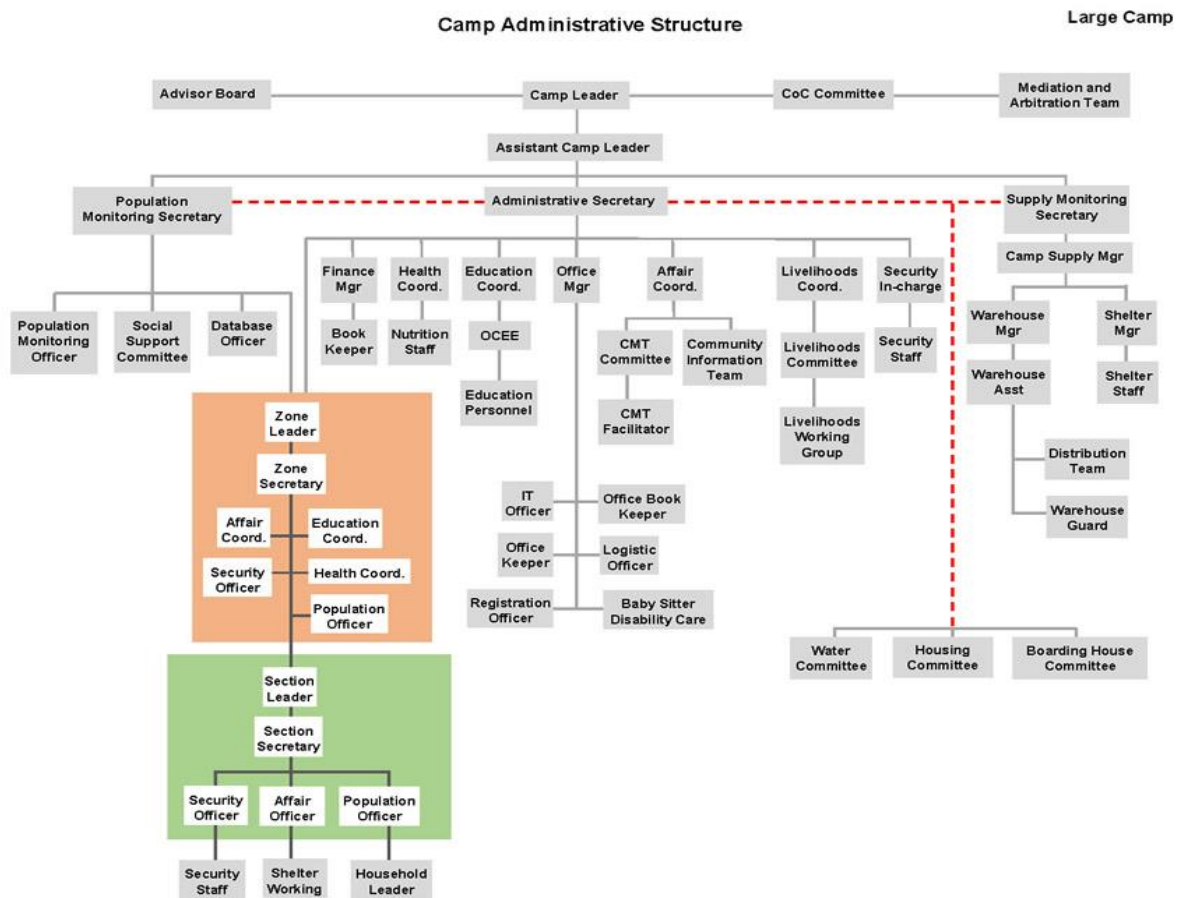 Camp Administrative Structure
Large Camp
Advisor Board
Camp Leader
CoC Committee
Mediation and
Arbitration Team
Assistant Camp Leader
Population
Monitoring Secretary
Administrative Secretary
Supply Monitoring
Secretary
Finance
Mgr
Health
Coord.
Education
Coord.
Office
Mgr
Affair
Coord.
Livelihoods
Coord.
Security
In-charge
Camp Supply Mgr
Population
Monitoring
Officer
Social
Support
Committee
Database
Officer
Book
Keeper
Nutrition
Staff
OCEE
Education
Personnel
CMT
Committee
Community
Information
Team
CMT
Facilitator
Livelihoods
Committee
Livelihoods
Working
Group
Security
Staff
Warehouse
Mgr
Shelter
Mgr
Warehouse
Asst
Shelter
Staff
Distribution
Team
Warehouse
Guard
Zone
Leader
Zone
Secretary
Affair
Coord.
Education
Coord.
Security
Officer
Health Coord.
Population
Officer
IT
Officer
Office Book
Keeper
Office
Keeper
Logistic
Officer
Registration
Officer
Baby Sitter
Disability Care
Water
Committee
Housing
Committee
Boarding House
Committee
Section
Leader
Section
Secretary
Security
Officer
Affair
Officer
Population
Officer
Security
Staff
Shelter
Working
Household
Leader